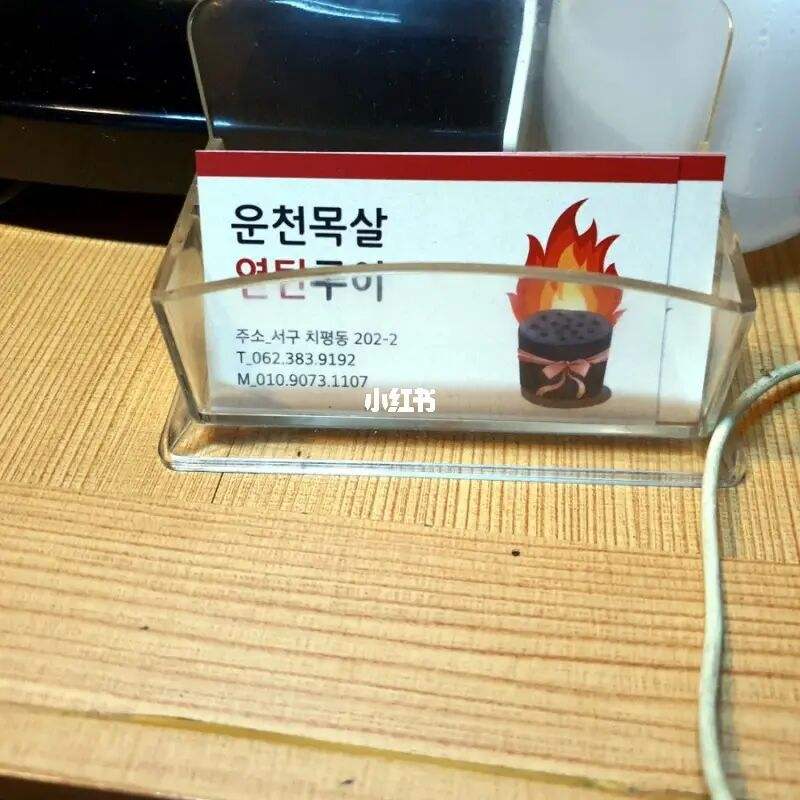 운천목살
연탄구이
주소_서구 치평동 202-2
T_062.383.9192
M_010.9073.1107
小红书